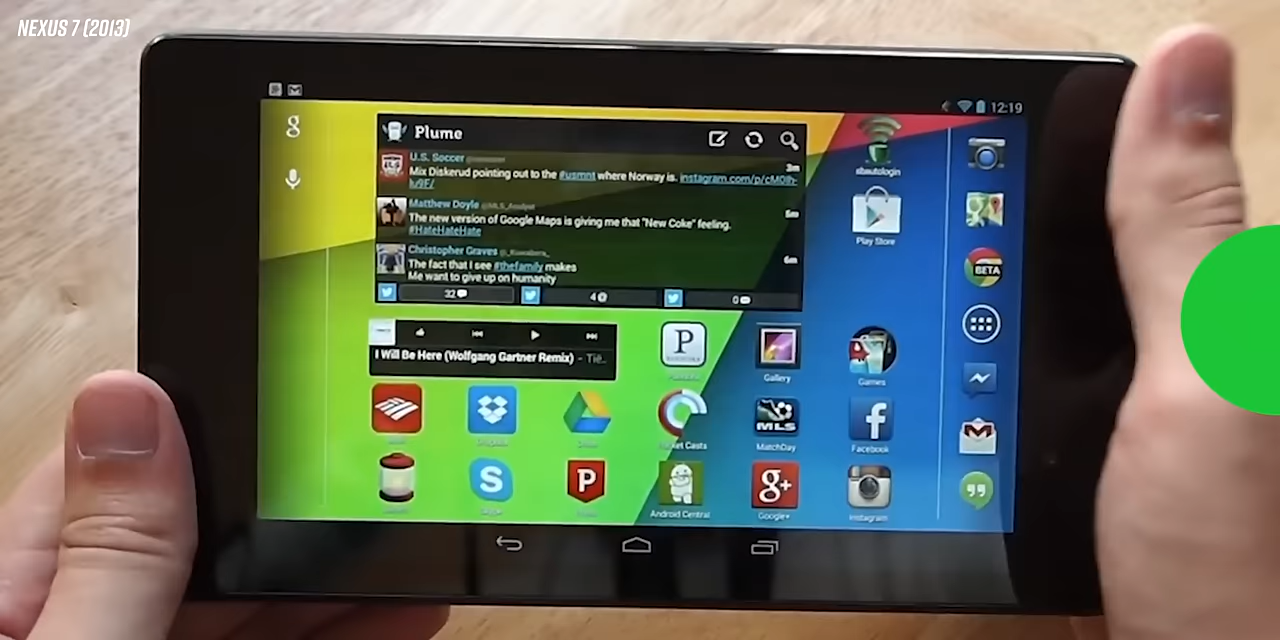 NEXUS 7 (2013)
12:19
g
Plume
U.S. Soccer
3m
Mix Diskerud pointing out to the #usmnt where Norway is. instagram.com/p/cM0lh-
Matthew Doyle @MLS_Analyst
The new version of Google Maps is giving me that "New Coke" feeling.
#HateHateHate
Christopher Graves
6m
The fact that I see #thefamily makes
Me want to give up on humanity
32
4
0
Play Store
BETA
I Will Be Here (Wolfgang Gartner Remix) -
P
Gallery
Games
MLS
MatchDay
Facebook
S
P
g+
Android Central
Google+
Instagram